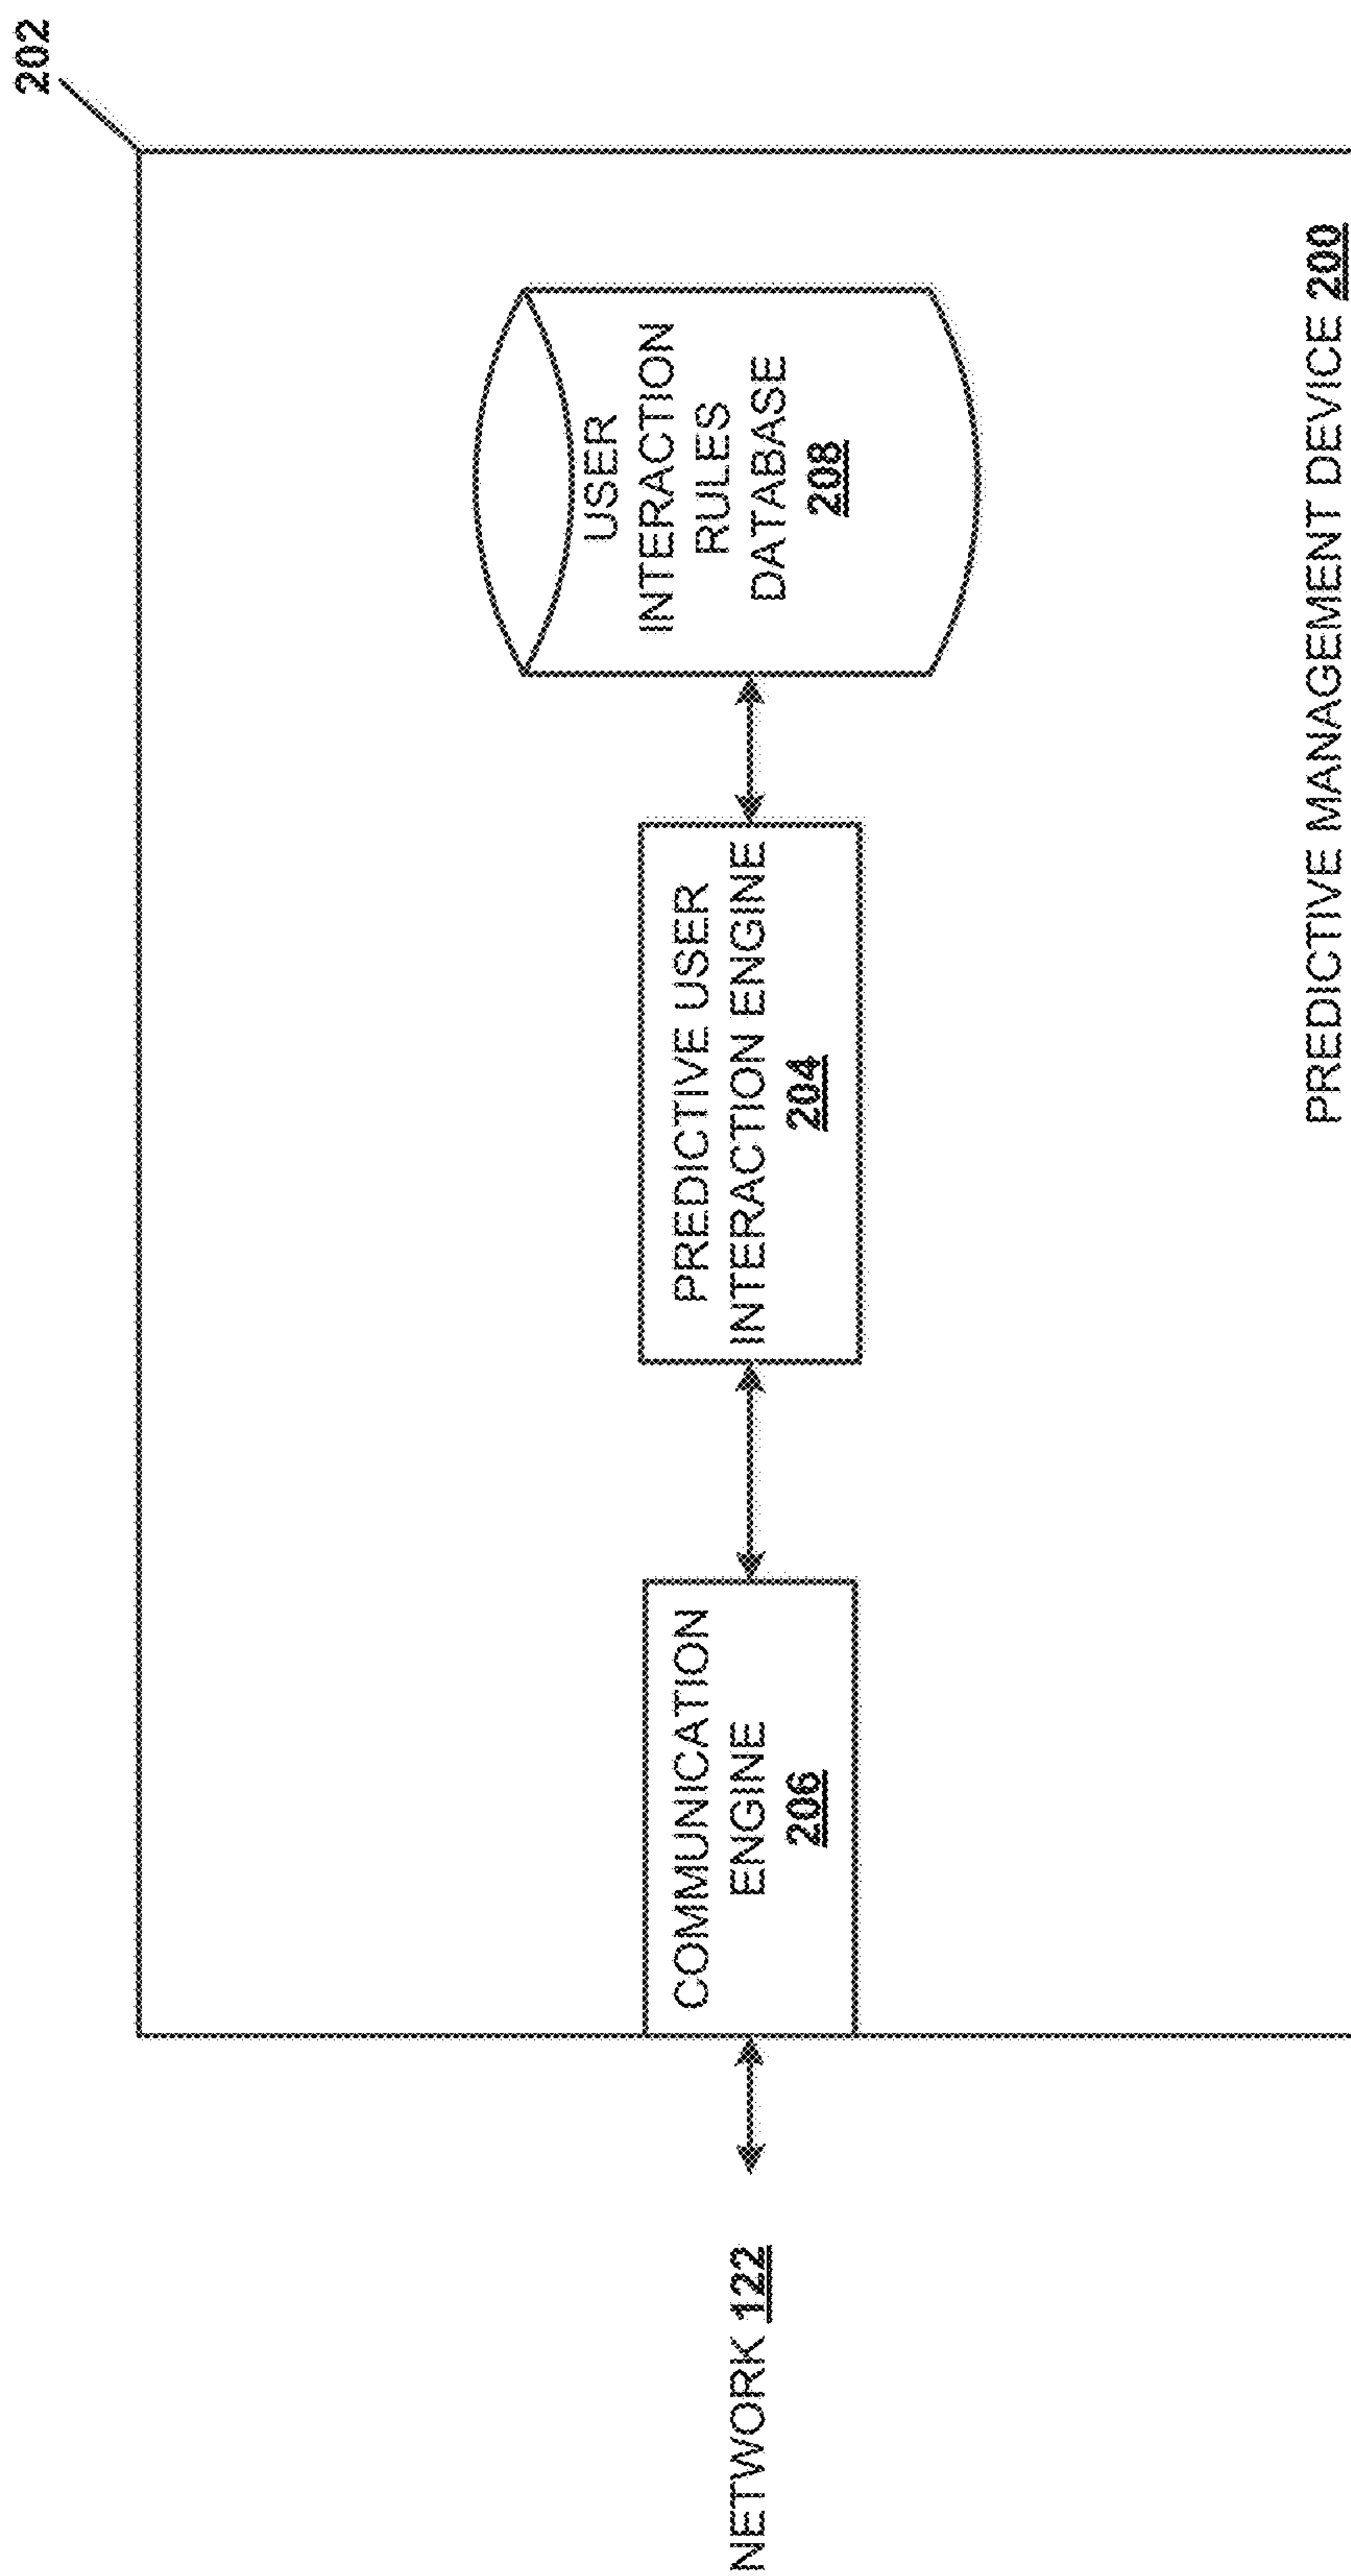 202
NETWORK 122
COMMUNICATION
ENGINE
206
PREDICTIVE USER
INTERACTION ENGINE
204
USER
INTERACTION
RULES
DATABASE
208
PREDICTIVE MANAGEMENT DEVICE 200